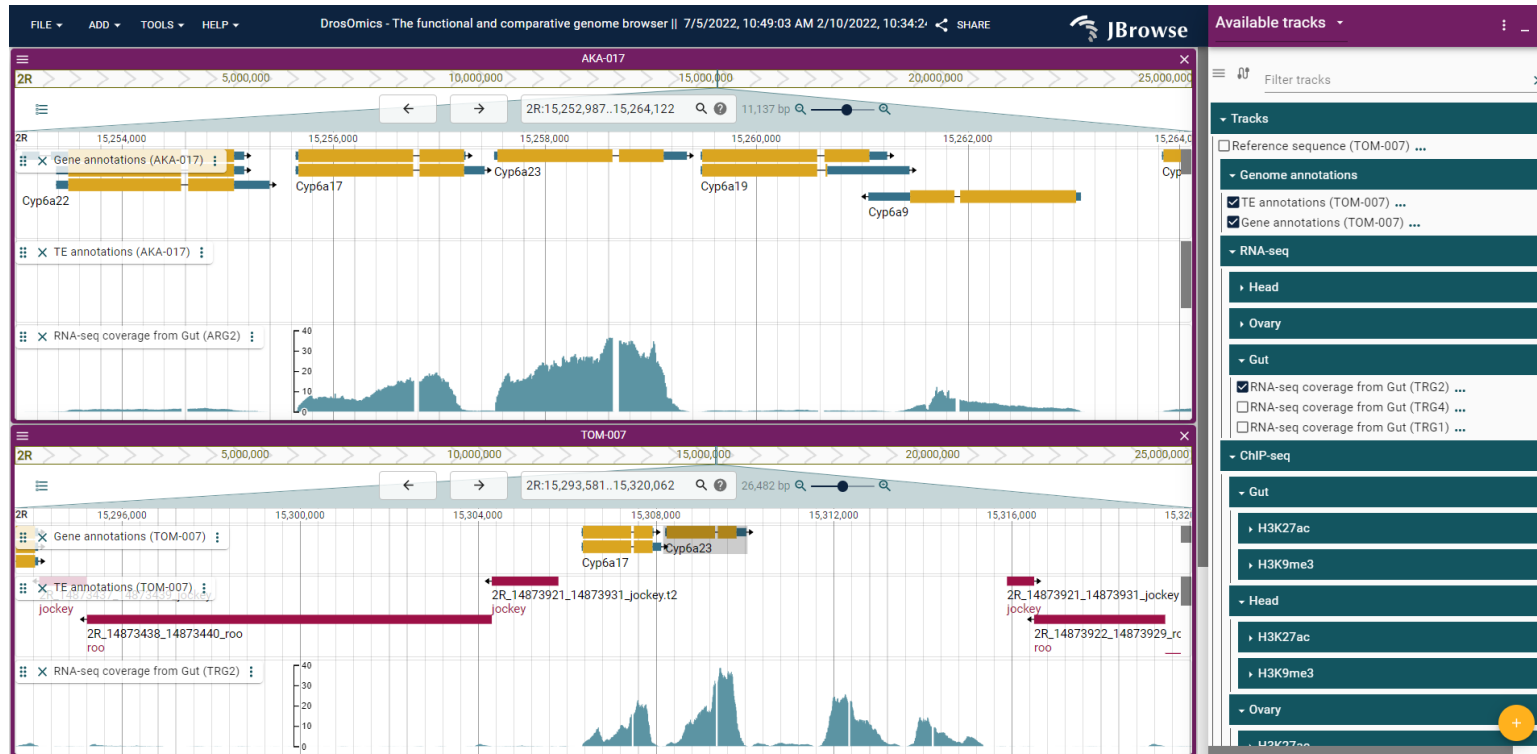 FILE ADD TOOLS HELP DrosOmics - The functional and comparative genome browser || 7/5/2022, 10:49:03 AM 2/10/2022, 10:34:2 SHARE JBrowse
AKA-017
2R 5,000,000 10,000,000 15,000,000 20,000,000 25,000,000
2R:15,252,987..15,264,122 11,137 bp
2R 15,254,000 15,256,000 15,258,000 15,260,000 15,262,000 15,264,0
Gene annotations (AKA-017)
Cyp6a22 Cyp6a17 Cyp6a23 Cyp6a19 Cyp6a9 Cyp
TE annotations (AKA-017)
RNA-seq coverage from Gut (ARG2)
40
30
20
10
0
TOM-007
2R 5,000,000 10,000,000 15,000,000 20,000,000 25,000,000
2R:15,293,581..15,320,062 26,482 bp
2R 15,296,000 15,300,000 15,304,000 15,308,000 15,312,000 15,316,000 15,320
Gene annotations (TOM-007)
Cyp6a17 Cyp6a23
TE annotations (TOM-007)
2R_14873437_14873439_jockey 2R_14873921_14873931_jockey.t2 2R_14873921_14873931_jockey
jockey jockey jockey
2R_14873438_14873440_roo 2R_14873922_14873929_rc
roo roo
RNA-seq coverage from Gut (TRG2)
40
30
20
10
0
Available tracks
Filter tracks
Tracks
Reference sequence (TOM-007) ...
Genome annotations
TE annotations (TOM-007) ...
Gene annotations (TOM-007) ...
RNA-seq
Head
Ovary
Gut
RNA-seq coverage from Gut (TRG2) ...
RNA-seq coverage from Gut (TRG4) ...
RNA-seq coverage from Gut (TRG1) ...
ChIP-seq
Gut
H3K27ac
H3K9me3
Head
H3K27ac
H3K9me3
Ovary
H3K27ac